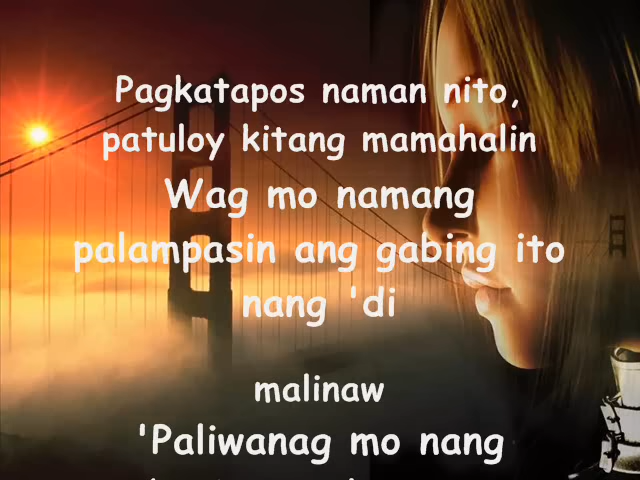 Pagkatapos naman nito,
patuloy kitang mamahalin
Wag mo namang
palampasin ang gabing ito
nang 'di
malinaw
'Paliwanag mo nang